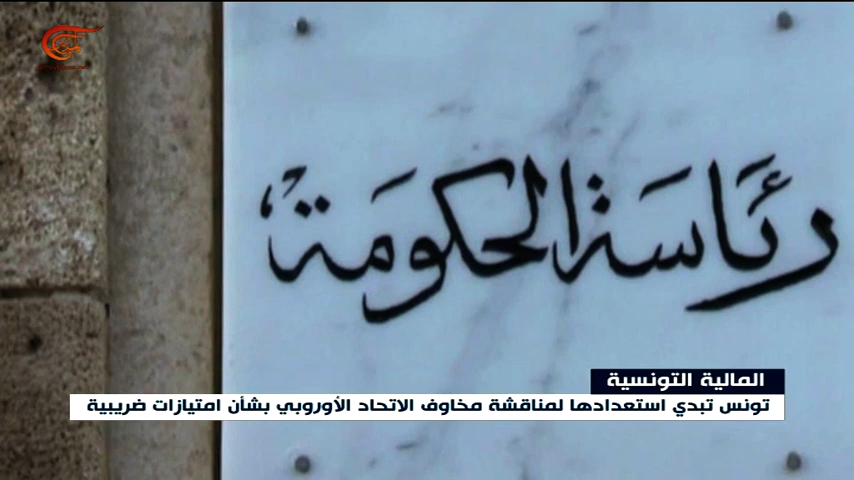 رئاسة الحكومة
المالية التونسية
تونس تبدي استعدادها لمناقشة مخاوف الاتحاد الأوروبي بشأن امتيازات ضريبية